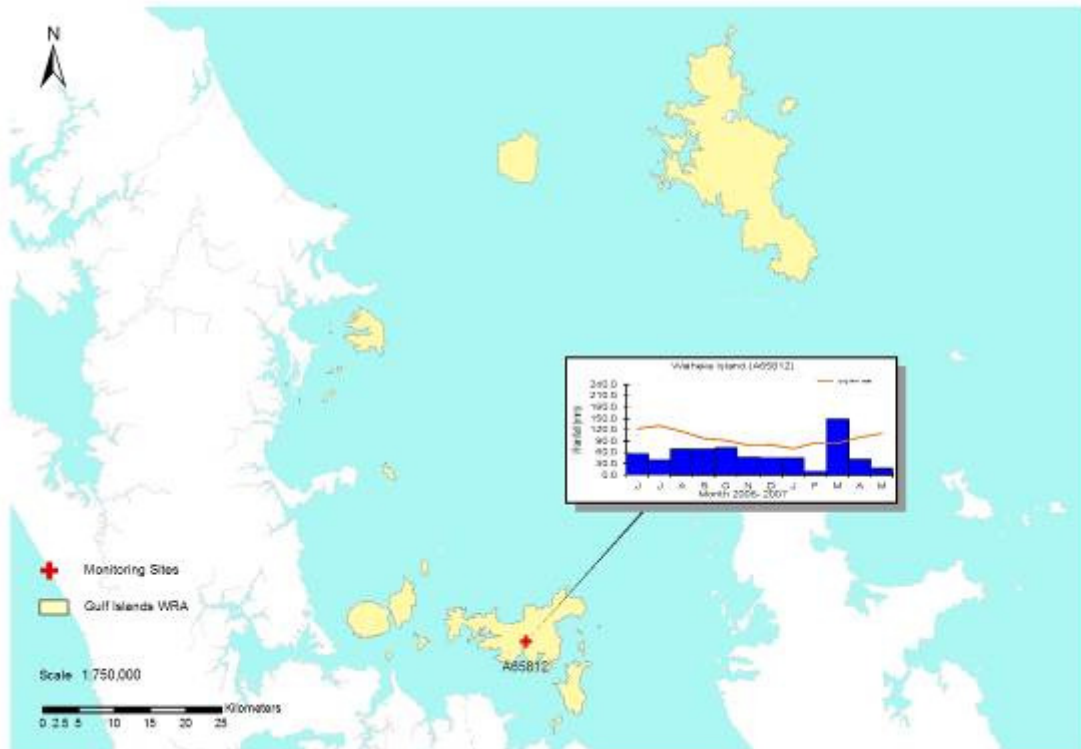 N
Waiheke Island (A65812)
240.0
210.0
180.0
150.0
120.0
90.0
60.0
30.0
0.0
Rainfall (mm)
J J A S O N D J F M A M
Month 2006- 2007
Monitoring Sites
Gulf Islands WRA
A65812
Scale 1:750,000
0 2.5 5 10 15 20 25
Kilometers